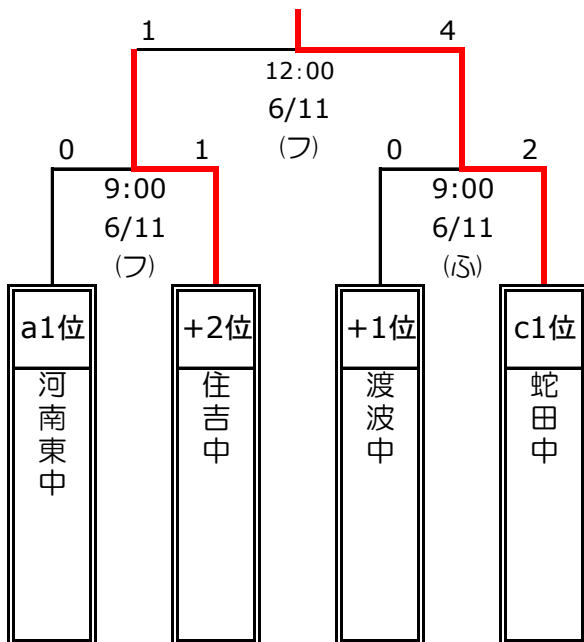 1 4
12:00
6/11
(フ)
0 1 0 2
9:00 9:00
6/11 6/11
(フ) (ふ)
a1位 +2位 +1位 c1位
河南東中
住吉中
渡波中
蛇田中